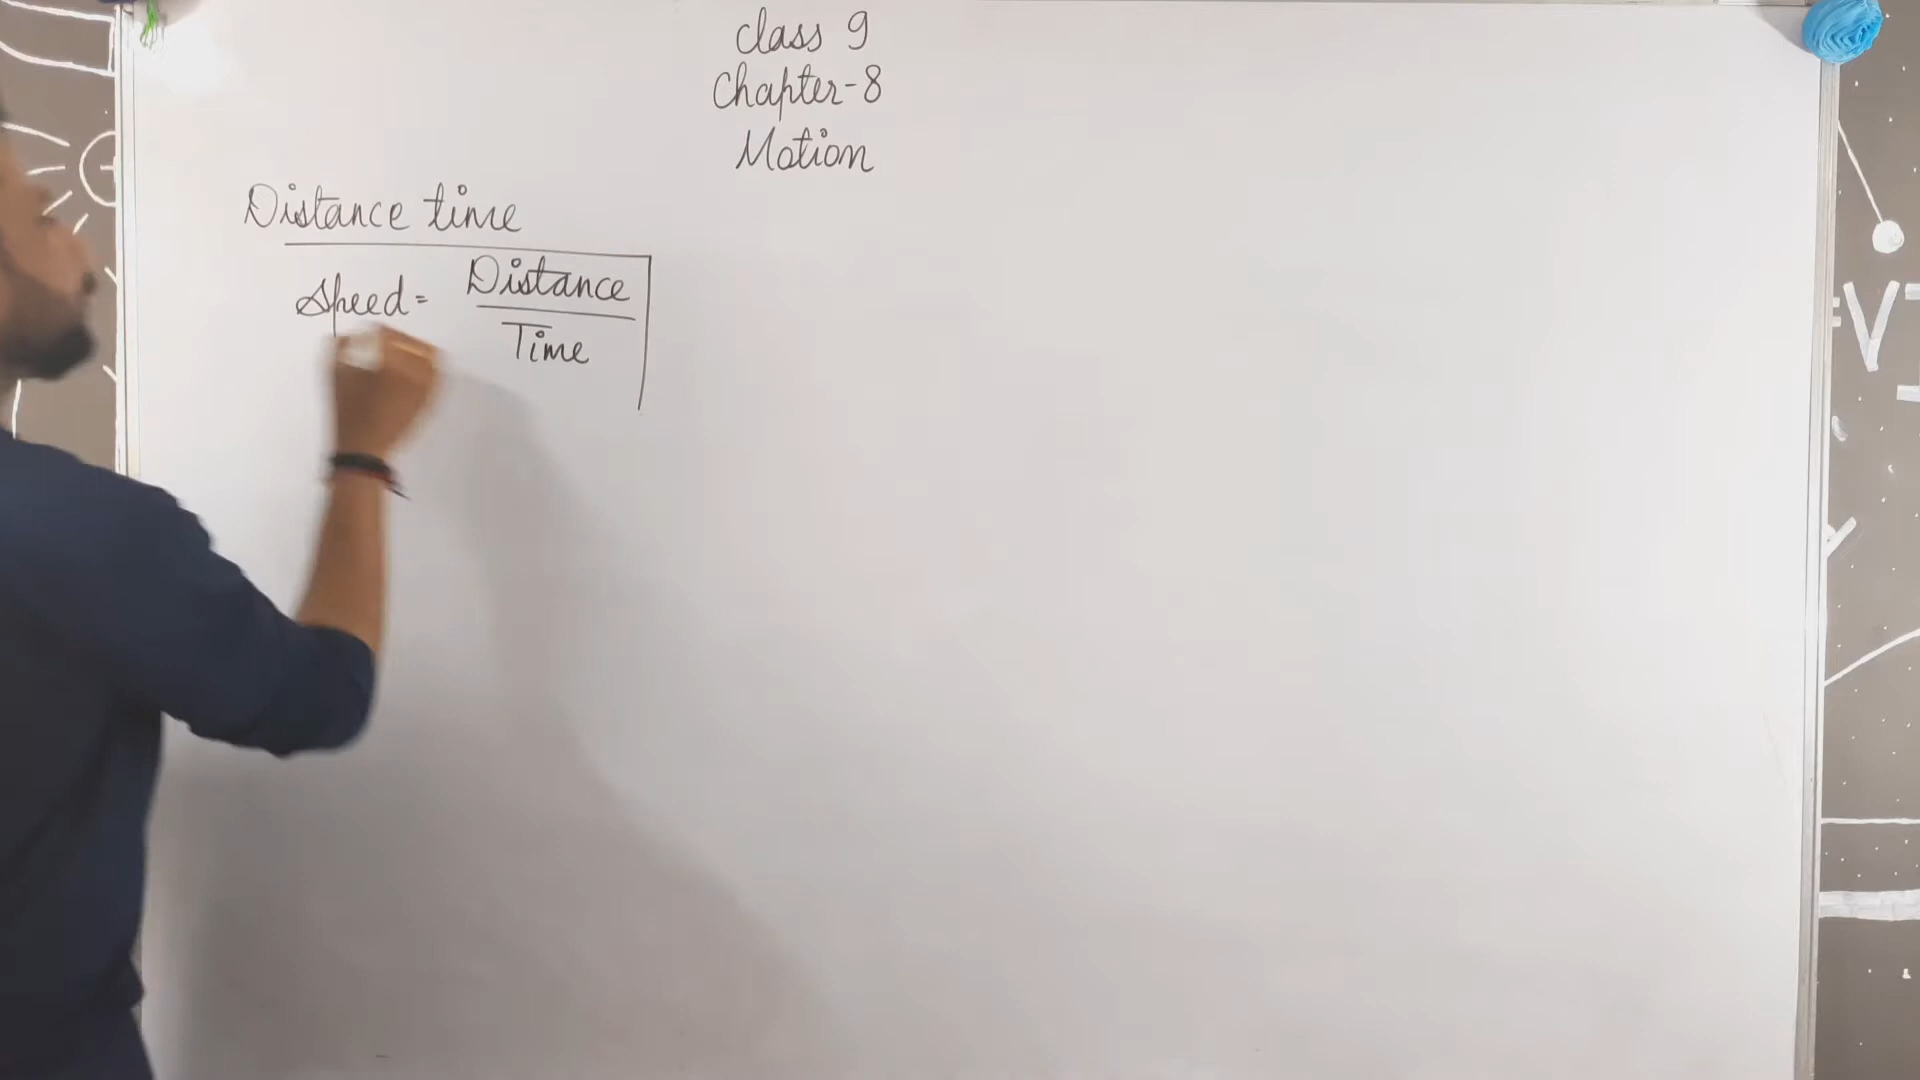 class 9
Chapter-8
Motion
Distance time
Speed = Distance
Time
=V